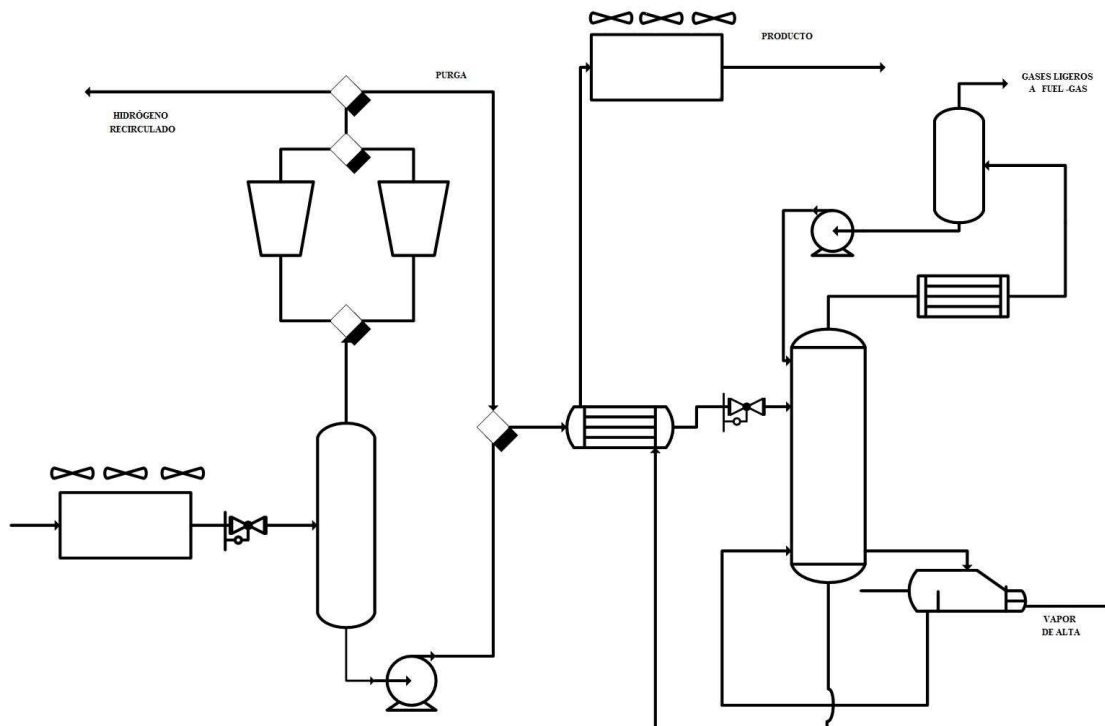 PRODUCTO
PURGA
GASES LIGEROS
A FUEL -GAS
HIDRÓGENO
RECIRCULADO
VAPOR
DE ALTA